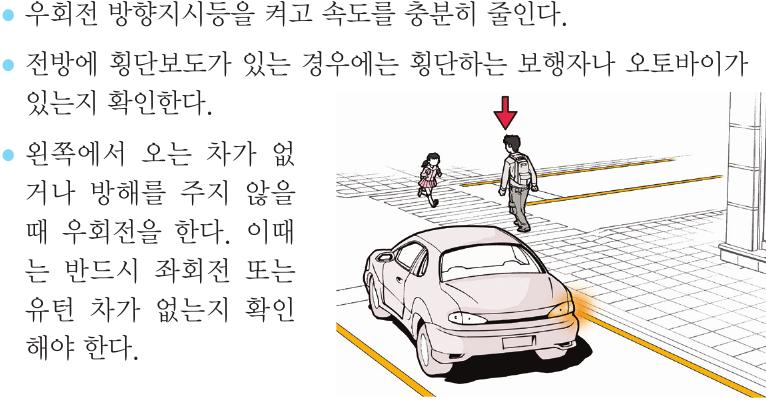 • 우회전 방향지시등을 켜고 속도를 충분히 줄인다.
• 전방에 횡단보도가 있는 경우에는 횡단하는 보행자나 오토바이가
있는지 확인한다.
• 왼쪽에서 오는 차가 없
거나 방해를 주지 않을
때 우회전을 한다. 이때
는 반드시 좌회전 또는
유턴 차가 없는지 확인
해야 한다.